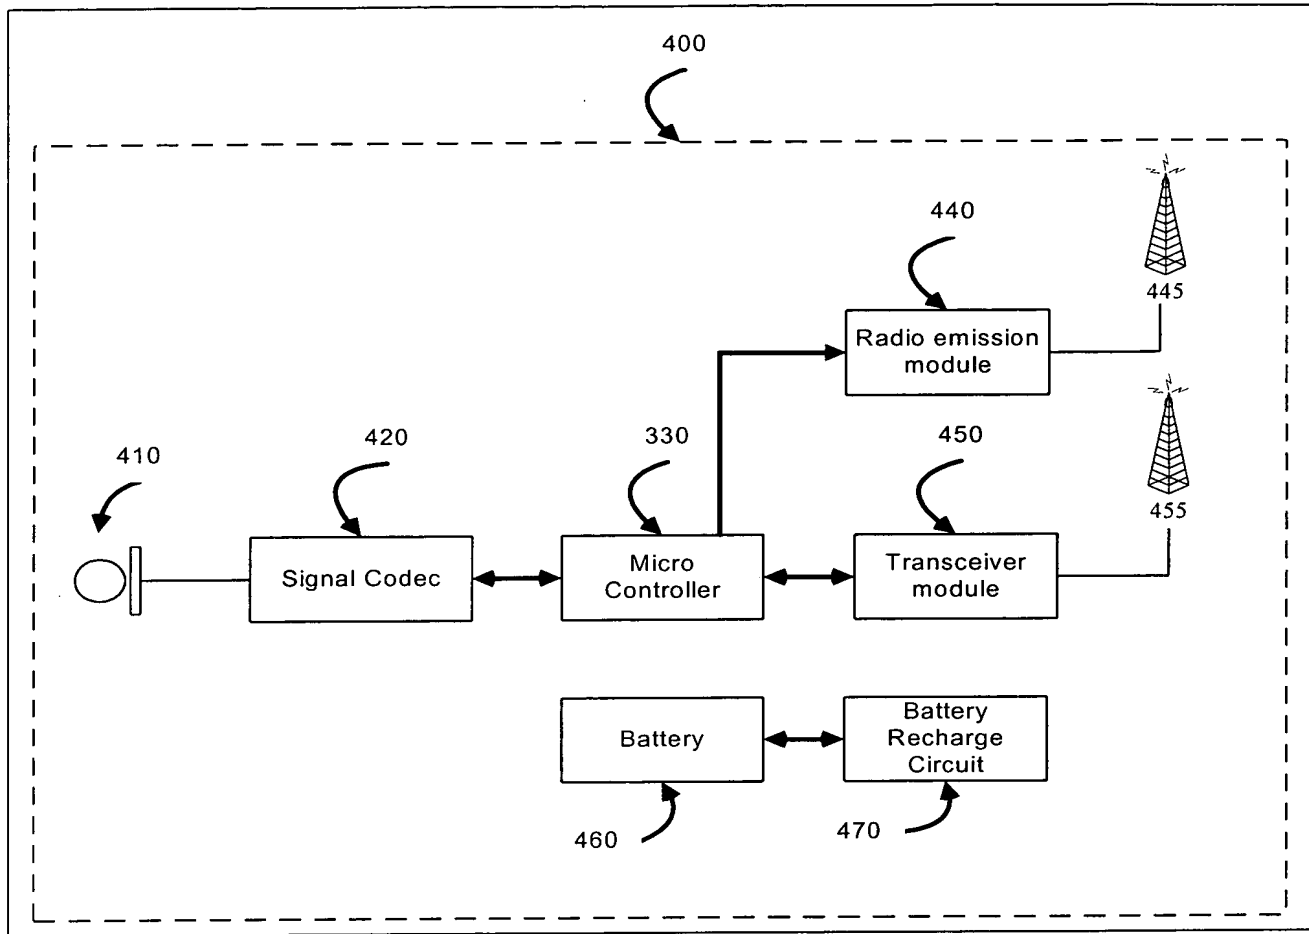 400
440
445
Radio emission
module
420
330
450
410
455
Signal Codec
Micro
Controller
Transceiver
module
Battery
Battery
Recharge
Circuit
460
470